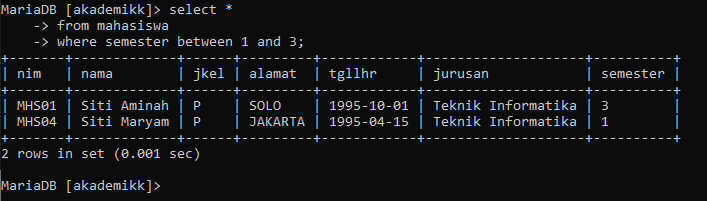 MariaDB [akademikk]> select *
    -> from mahasiswa
    -> where semester between 1 and 3;
+-------+-------------+------+---------+------------+--------------------+----------+
| nim   | nama        | jkel | alamat  | tgllhr     | jurusan            | semester |
+-------+-------------+------+---------+------------+--------------------+----------+
| MHS01 | Siti Aminah | P    | SOLO    | 1995-10-01 | Teknik Informatika | 3        |
| MHS04 | Siti Maryam | P    | JAKARTA | 1995-04-15 | Teknik Informatika | 1        |
+-------+-------------+------+---------+------------+--------------------+----------+
2 rows in set (0.001 sec)

MariaDB [akademikk]>